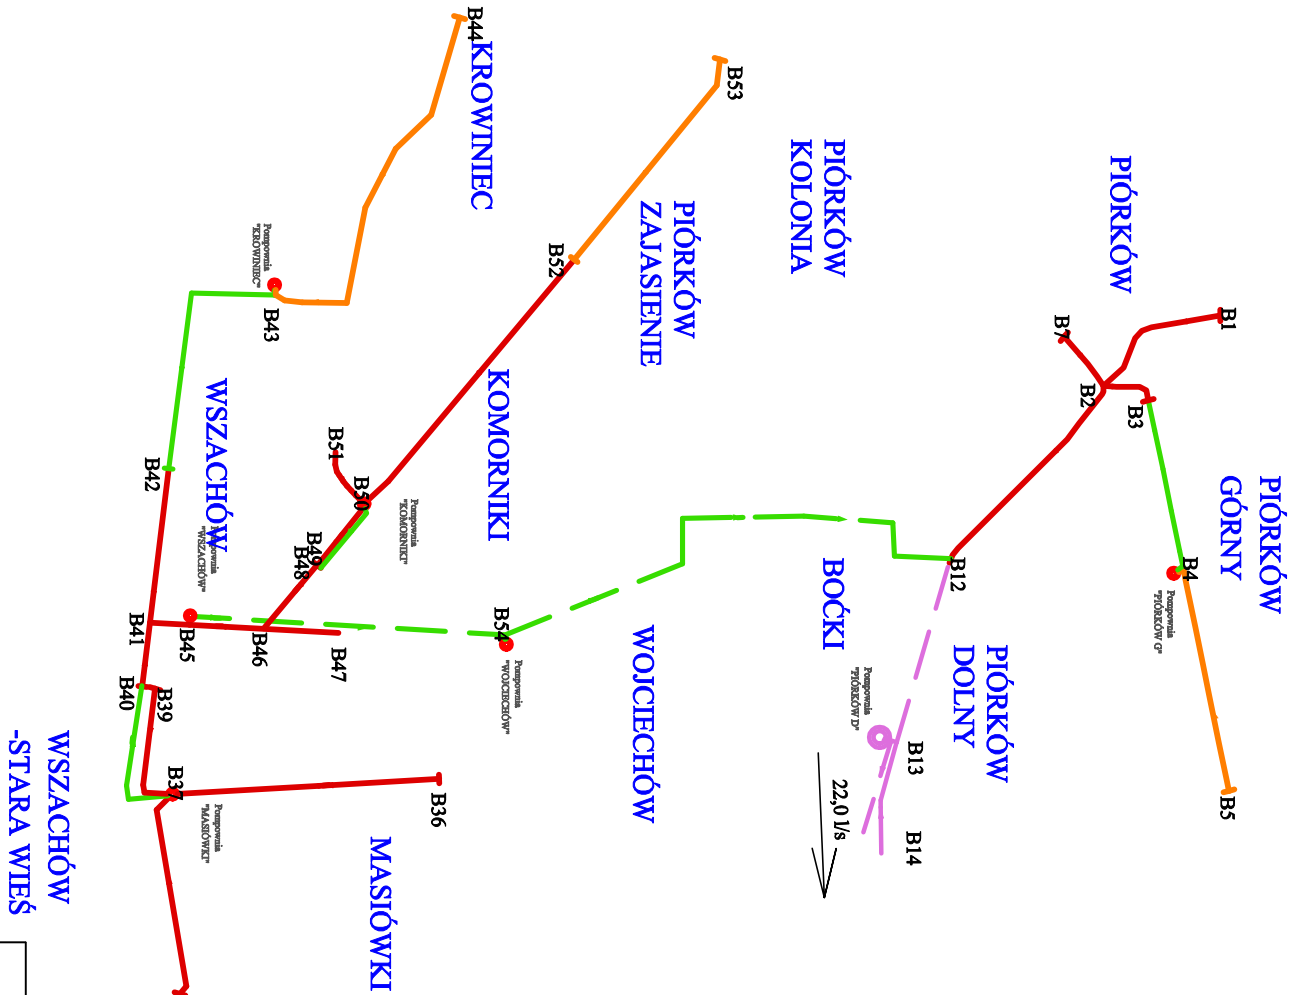 B44
KROWINIEC
B53
PIÓRKÓW
KOLONIA
PIÓRKÓW
PIÓRKÓW
ZAJASIENIE
B52
Pompownia
"KROWINIEC"
B43
B1
B7
B2
B3
PIÓRKÓW
GÓRNY
B4
Pompownia
"PIÓRKÓW G"
B5
WSZACHÓW
KOMORNIKI
B51
B50
Pompownia
"KOMORNIKI"
B42
Pompownia
"WSZACHÓW"
B49
B48
B12
BOĆKI
B54
Pompownia
"WOJCIECHÓW"
WOJCIECHÓW
PIÓRKÓW
DOLNY
Pompownia
"PIÓRKÓW D"
B13
B14
22,0 l/s
B41
B45
B46
B47
B40
B39
B37
B36
Pompownia
"MASIÓWKI"
MASIÓWKI
WSZACHÓW
-STARA WIEŚ